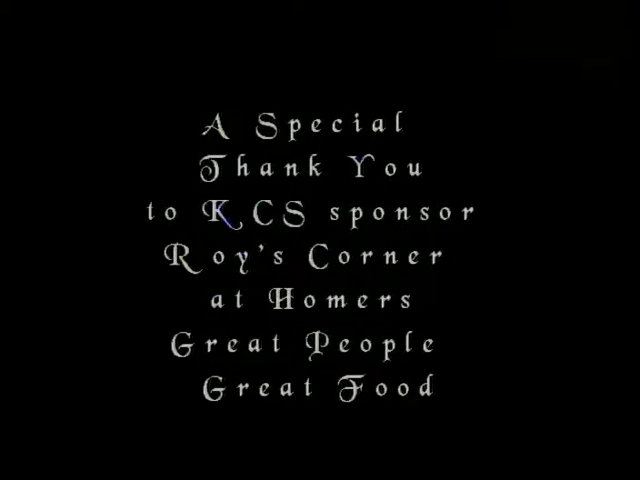 A Special
Thank You
to KCS sponsor
Roy's Corner
at Homers
Great People
Great Food